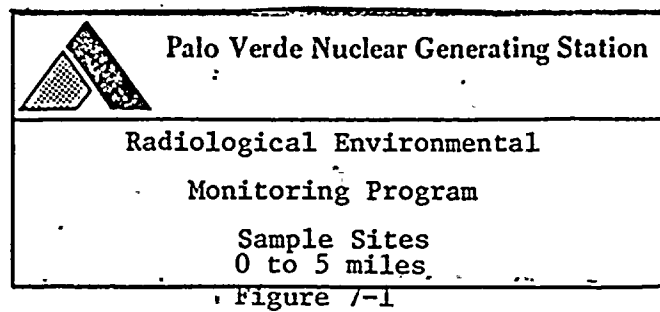 Palo Verde Nuclear Generating Station
Radiological Environmental
Monitoring Program
Sample Sites
0 to 5 miles
Figure 7-1